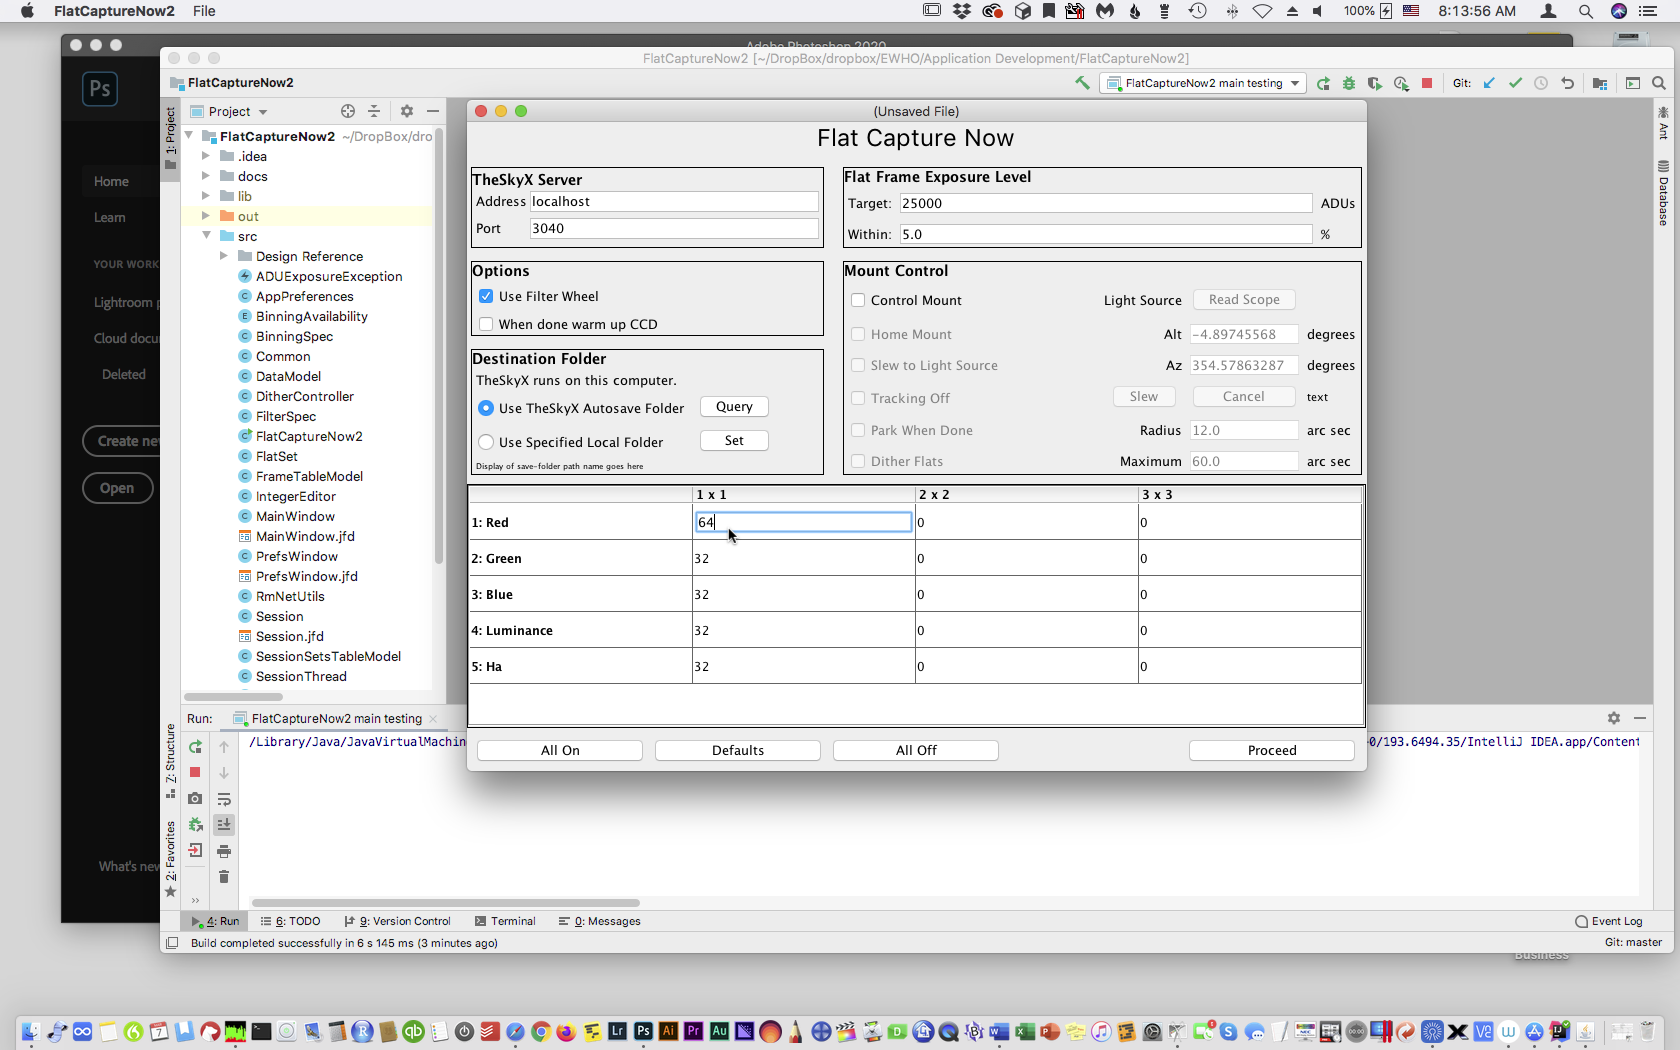 FlatCaptureNow2 File
100% 8:13:56 AM
Adobe Photoshop 2020
FlatCaptureNow2 [~/DropBox/dropbox/EWHO/Application Development/FlatCaptureNow2]
Ps
FlatCaptureNow2
FlatCaptureNow2 main testing
Git:
1: Project
Project
FlatCaptureNow2 ~/DropBox/dro
.idea
docs
lib
out
src
Design Reference
ADUExposureException
AppPreferences
BinningAvailability
BinningSpec
Common
DataModel
DitherController
FilterSpec
FlatCaptureNow2
FlatSet
FrameTableModel
IntegerEditor
MainWindow
MainWindow.jfd
PrefsWindow
PrefsWindow.jfd
RmNetUtils
Session
Session.jfd
SessionSetsTableModel
SessionThread
Home
Learn
YOUR WORK
Lightroom p
Cloud docu
Deleted
Create ne
Open
What's new
Ant
Database
(Unsaved File)
Flat Capture Now
TheSkyX Server
Address localhost
Port 3040
Flat Frame Exposure Level
Target: 25000 ADUs
Within: 5.0 %
Options
Use Filter Wheel
When done warm up CCD
Destination Folder
TheSkyX runs on this computer.
Use TheSkyX Autosave Folder Query
Use Specified Local Folder Set
Display of save-folder path name goes here
Mount Control
Control Mount Light Source Read Scope
Home Mount Alt -4.89745568 degrees
Slew to Light Source Az 354.57863287 degrees
Tracking Off Slew Cancel text
Park When Done Radius 12.0 arc sec
Dither Flats Maximum 60.0 arc sec
1 x 1 2 x 2 3 x 3
1: Red 64 0 0
2: Green 32 0 0
3: Blue 32 0 0
4: Luminance 32 0 0
5: Ha 32 0 0
All On Defaults All Off Proceed
7: Structure
2: Favorites
Run: FlatCaptureNow2 main testing
/Library/Java/JavaVirtualMachin
0/193.6494.35/IntelliJ IDEA.app/Content
4: Run 6: TODO 9: Version Control Terminal 0: Messages Event Log
Build completed successfully in 6 s 145 ms (3 minutes ago) Git: master
Business
Lr Ps Ai Pr Au